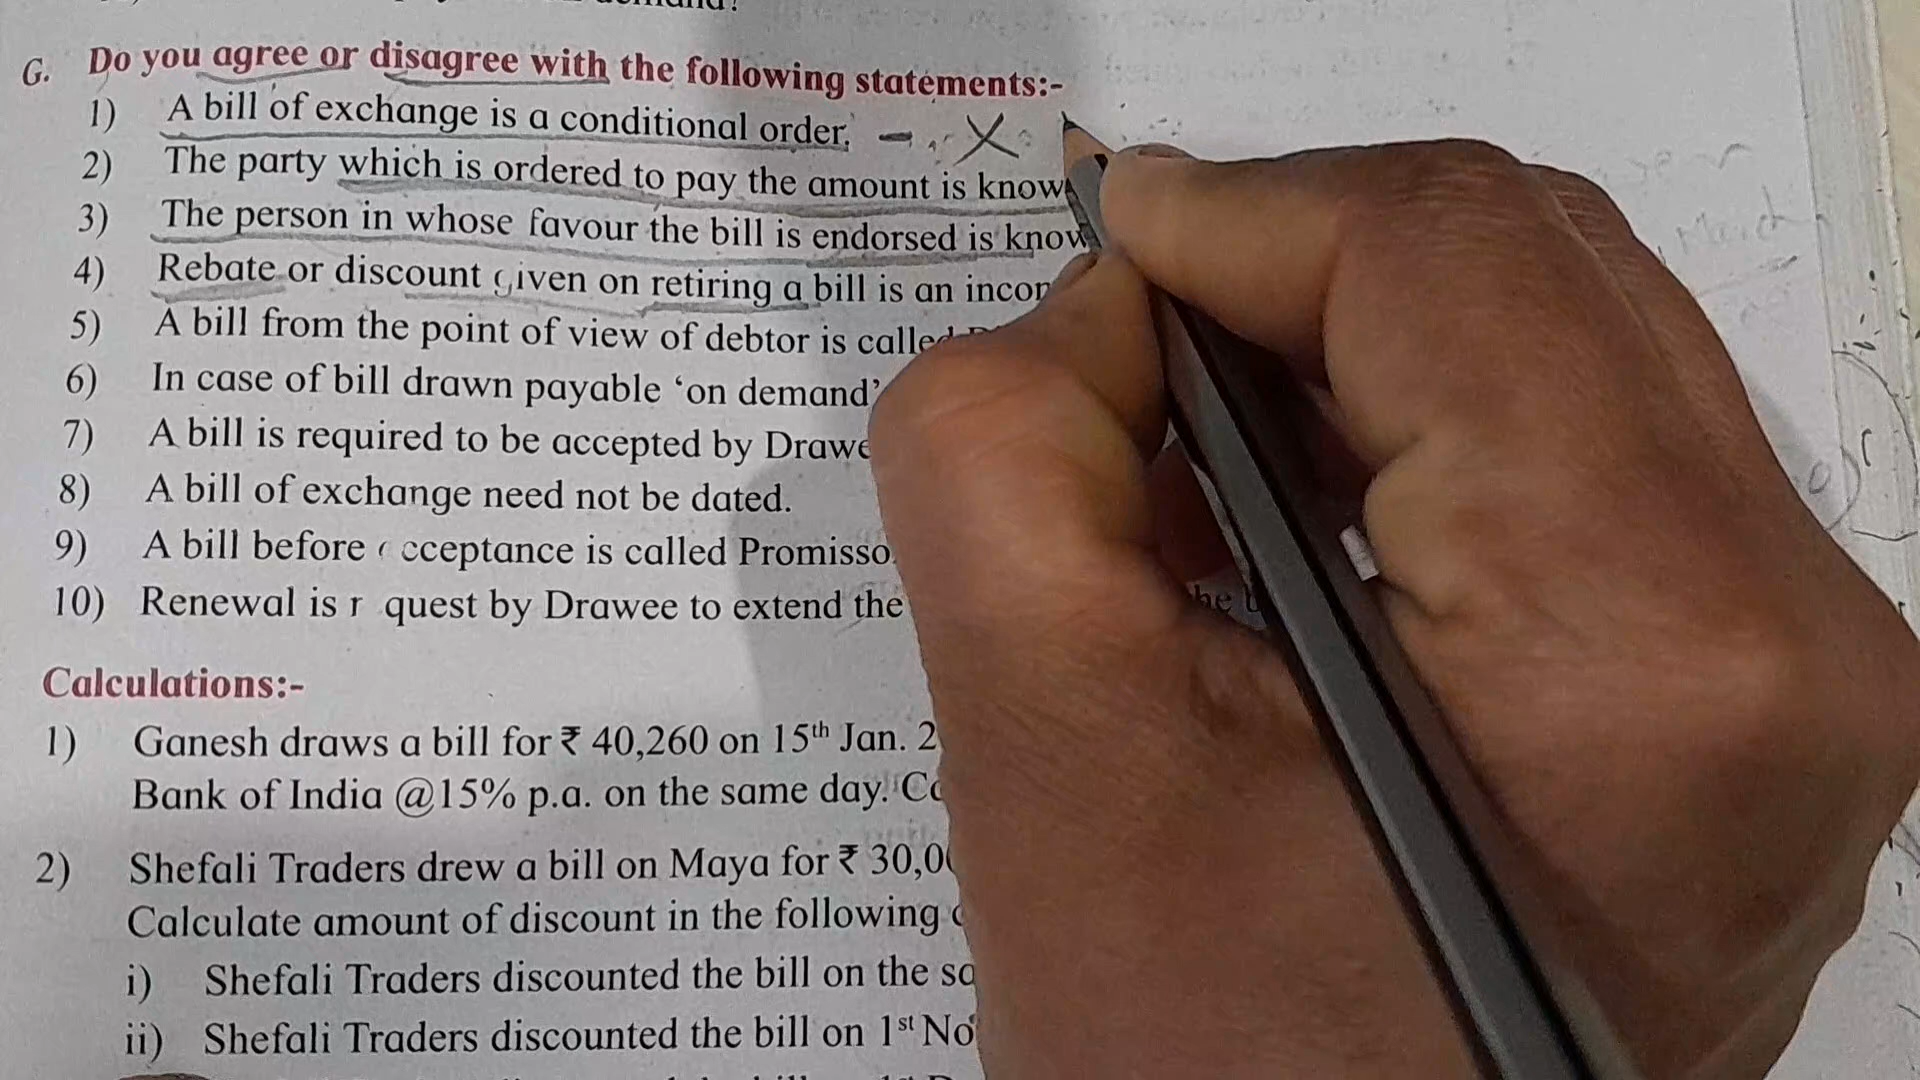 G. Do you agree or disagree with the following statements:-
1) A bill of exchange is a conditional order. - X
2) The party which is ordered to pay the amount is know
3) The person in whose favour the bill is endorsed is know
4) Rebate or discount given on retiring a bill is an incom
5) A bill from the point of view of debtor is called
6) In case of bill drawn payable ‘on demand’
7) A bill is required to be accepted by Drawe
8) A bill of exchange need not be dated.
9) A bill before cceptance is called Promisso
10) Renewal is r quest by Drawee to extend the he b
Calculations:-
1) Ganesh draws a bill for ₹ 40,260 on 15th Jan. 2
Bank of India @15% p.a. on the same day. Ca
2) Shefali Traders drew a bill on Maya for ₹ 30,00
Calculate amount of discount in the following c
i) Shefali Traders discounted the bill on the sa
ii) Shefali Traders discounted the bill on 1st No